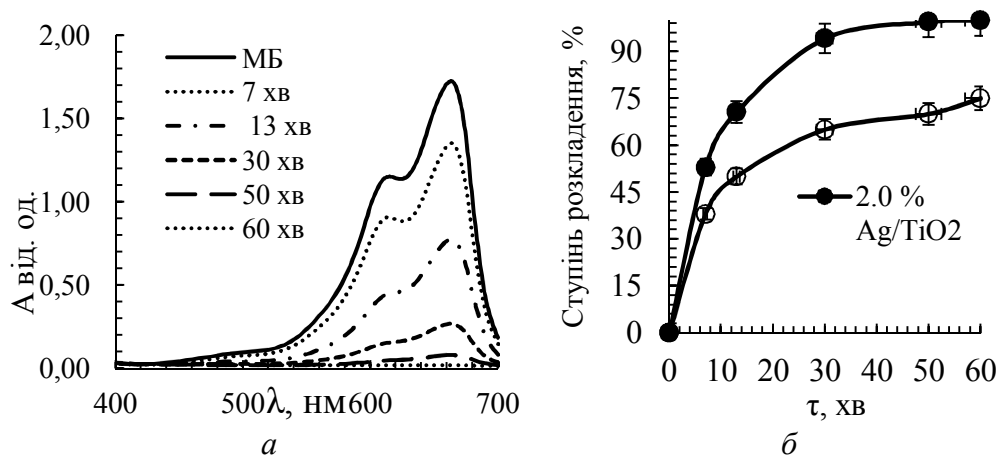 2,00
1,50
1,00
0,50
0,00
А від. од.
МБ
7 хв
13 хв
30 хв
50 хв
60 хв
400 500 λ, нм 600 700
а
90
75
60
45
30
15
0
Ступінь розкладення, %
2.0 %
Ag/TiO2
0 10 20 30 40 50 60
τ, хв
б